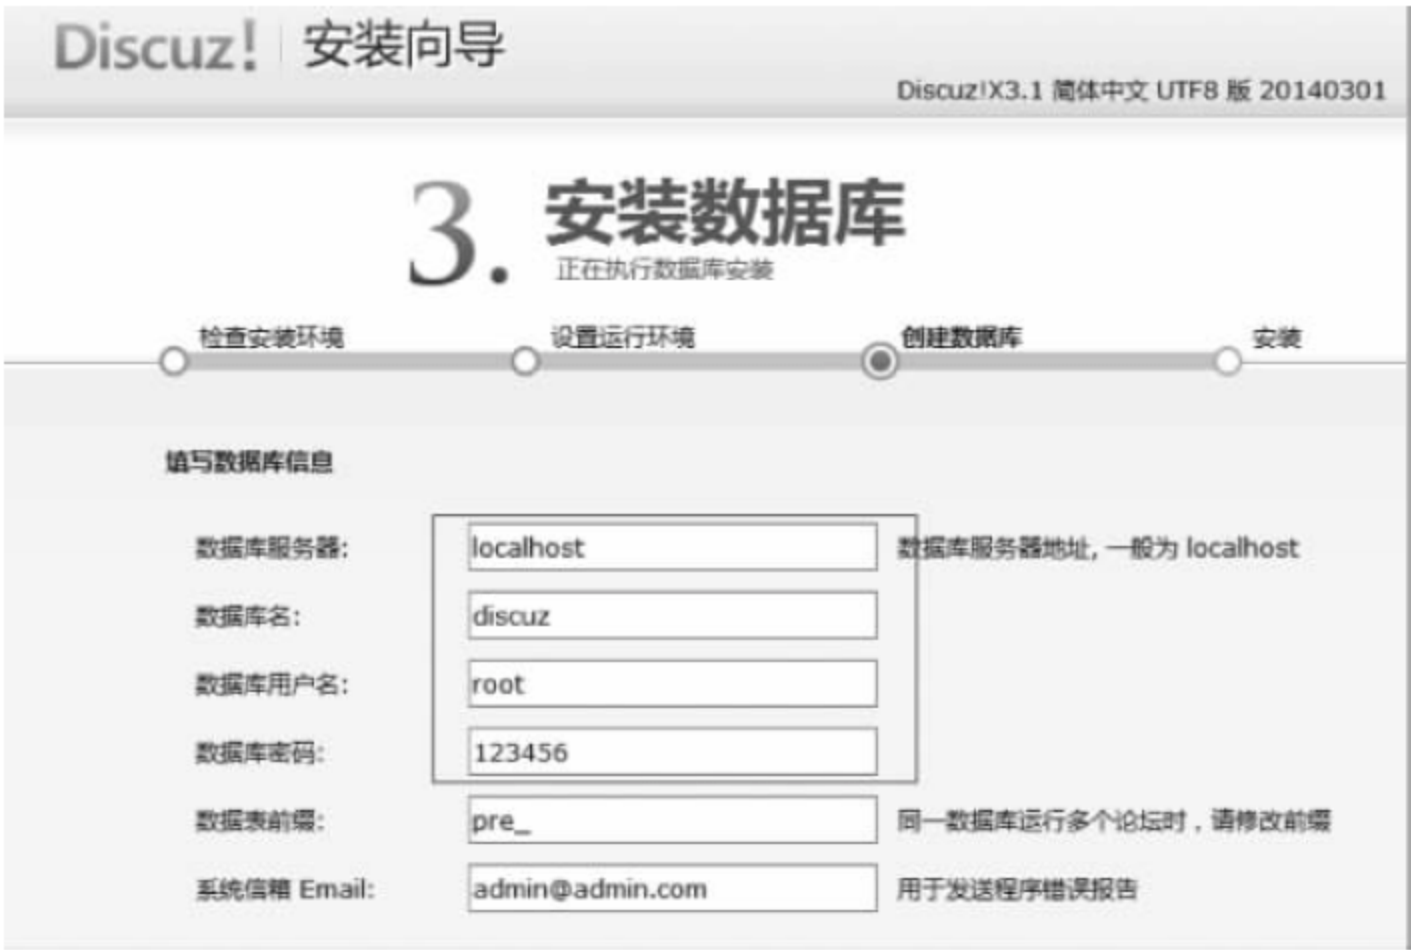 Discuz! 安装向导
Discuz!X3.1 简体中文 UTF8 版 20140301
3. 安装数据库
正在执行数据库安装
检查安装环境 设置运行环境 创建数据库 安装
填写数据库信息
数据库服务器: localhost 数据库服务器地址, 一般为 localhost
数据库名: discuz
数据库用户名: root
数据库密码: 123456
数据表前缀: pre_ 同一数据库运行多个论坛时，请修改前缀
系统信箱 Email: admin@admin.com 用于发送程序错误报告